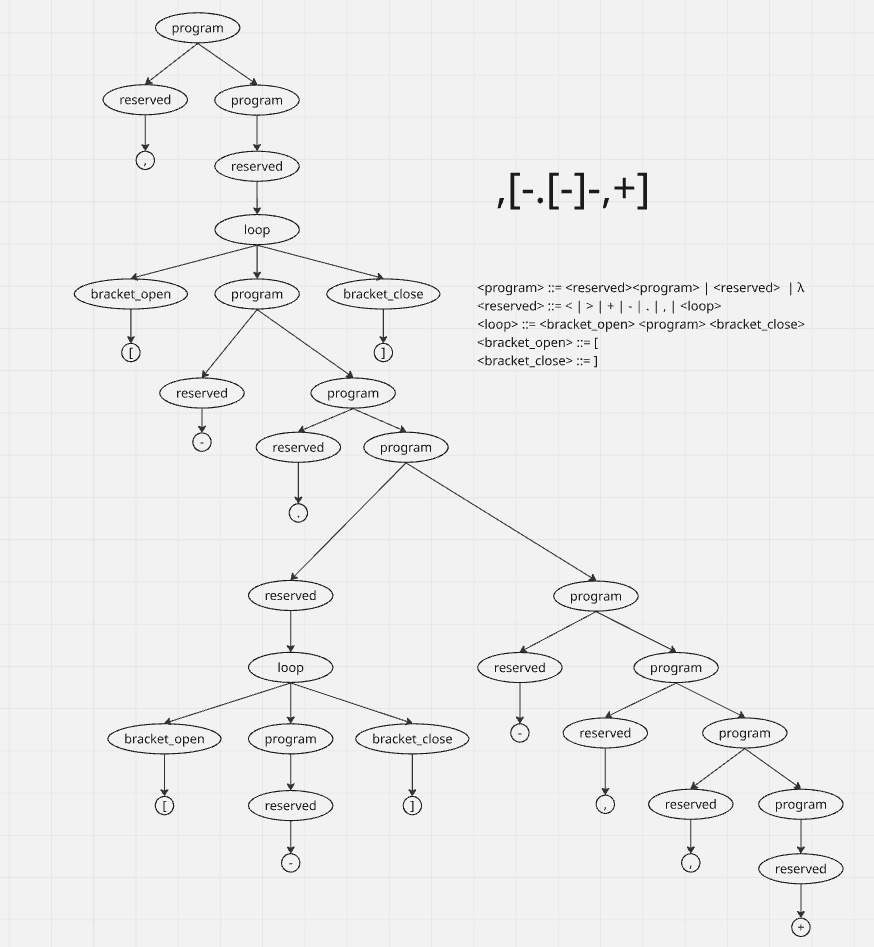 program
reserved program
,
reserved
,[-.[-]-,+]
loop
bracket_open program bracket_close
<program> ::= <reserved><program> | <reserved> | λ
<reserved> ::= < | > | + | - | . | , | <loop>
<loop> ::= <bracket_open> <program> <bracket_close>
<bracket_open> ::= [
<bracket_close> ::= ]
[ ]
reserved program
-
reserved program
.
reserved program
loop reserved program
-
bracket_open program bracket_close reserved program
[ reserved ] , reserved program
- , reserved
+